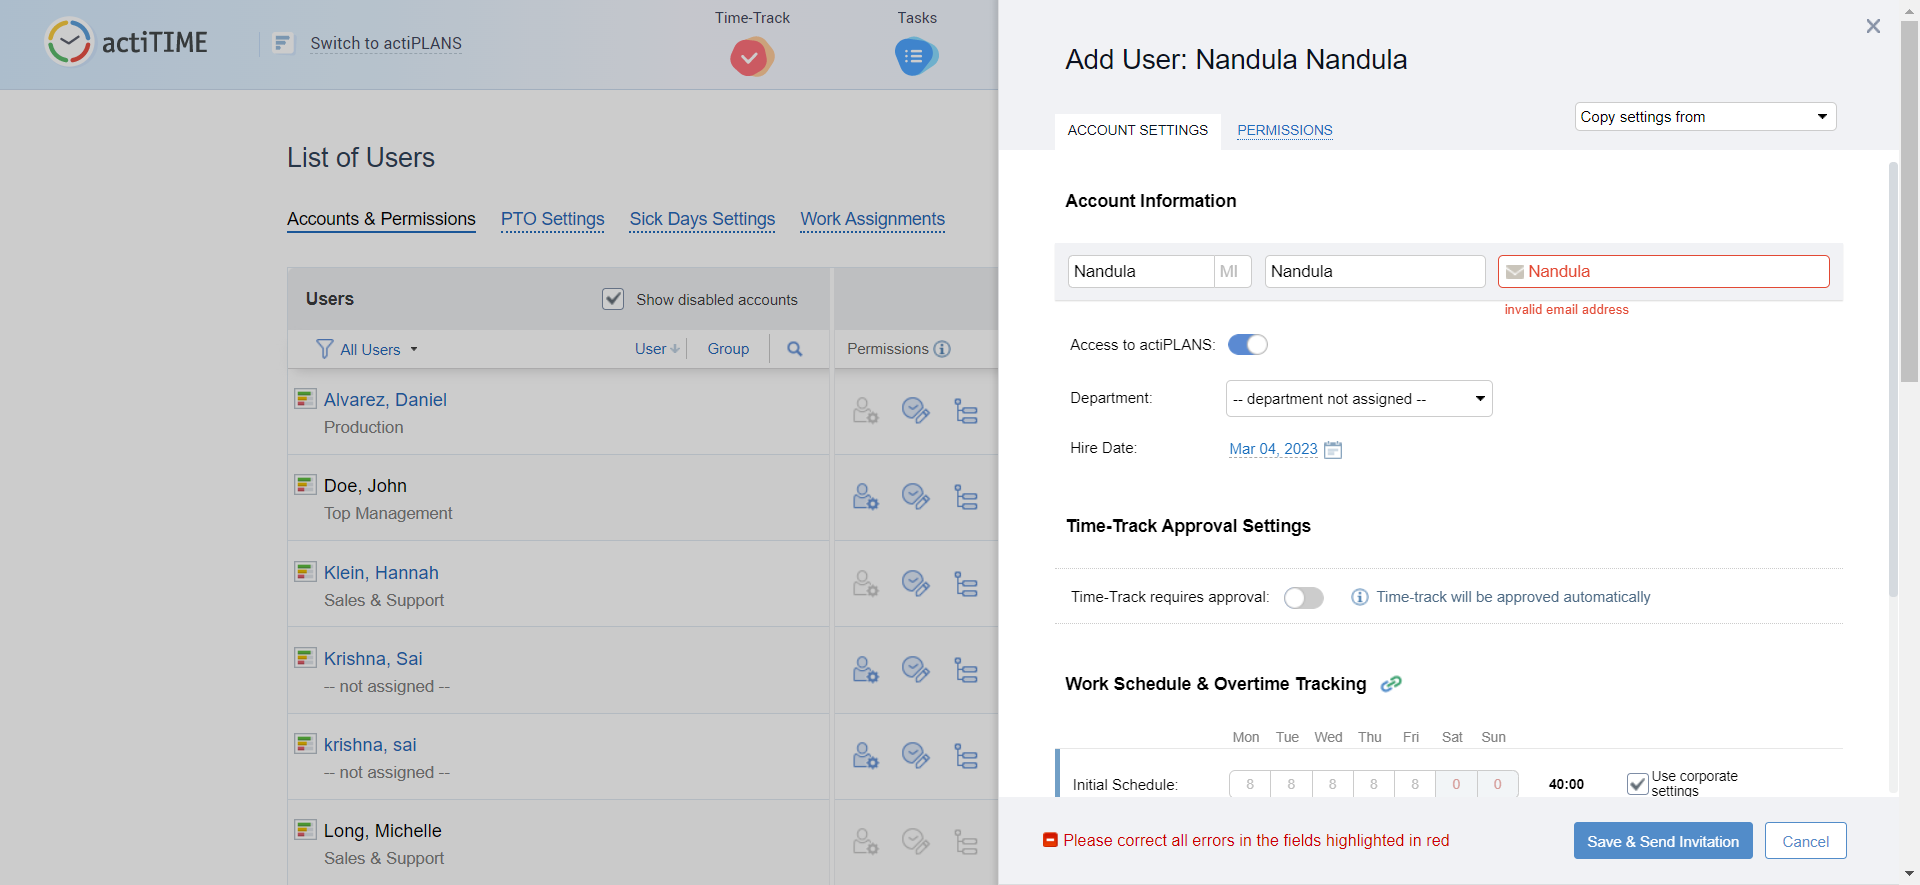 actiTIME
Switch to actiPLANS
Time-Track
Tasks
List of Users
Accounts & Permissions
PTO Settings
Sick Days Settings
Work Assignments
Users
Show disabled accounts
All Users
User
Group
Permissions
Alvarez, Daniel
Production
Doe, John
Top Management
Klein, Hannah
Sales & Support
Krishna, Sai
-- not assigned --
krishna, sai
-- not assigned --
Long, Michelle
Sales & Support
Add User: Nandula Nandula
ACCOUNT SETTINGS
PERMISSIONS
Copy settings from
Account Information
Nandula
MI
Nandula
Nandula
invalid email address
Access to actiPLANS:
Department:
-- department not assigned --
Hire Date:
Mar 04, 2023
Time-Track Approval Settings
Time-Track requires approval:
Time-track will be approved automatically
Work Schedule & Overtime Tracking
Mon Tue Wed Thu Fri Sat Sun
Initial Schedule:
8 8 8 8 8 0 0
40:00
Use corporate
settings
Please correct all errors in the fields highlighted in red
Save & Send Invitation
Cancel